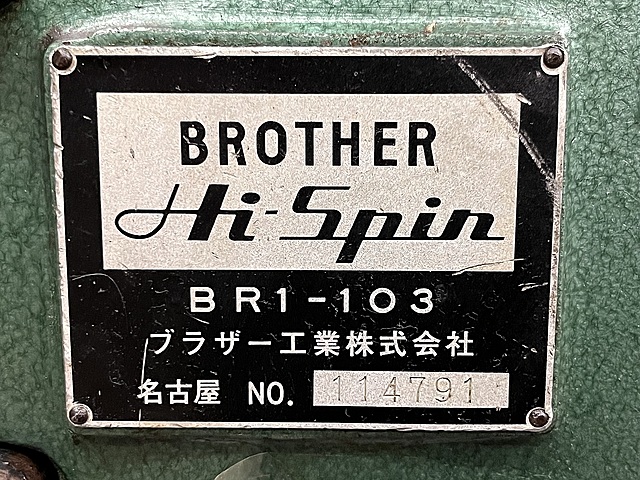 BROTHER
Hi-Spin
BR1-103
ブラザー工業株式会社
名古屋 NO. 114791